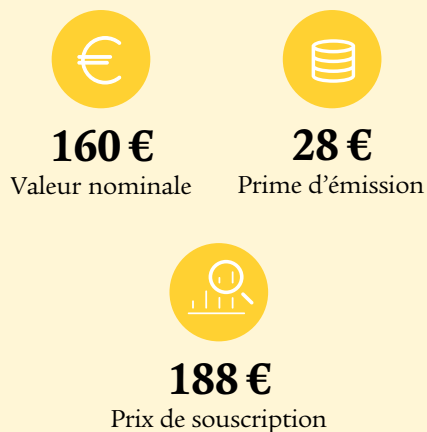 160 €
Valeur nominale
28 €
Prime d’émission
188 €
Prix de souscription